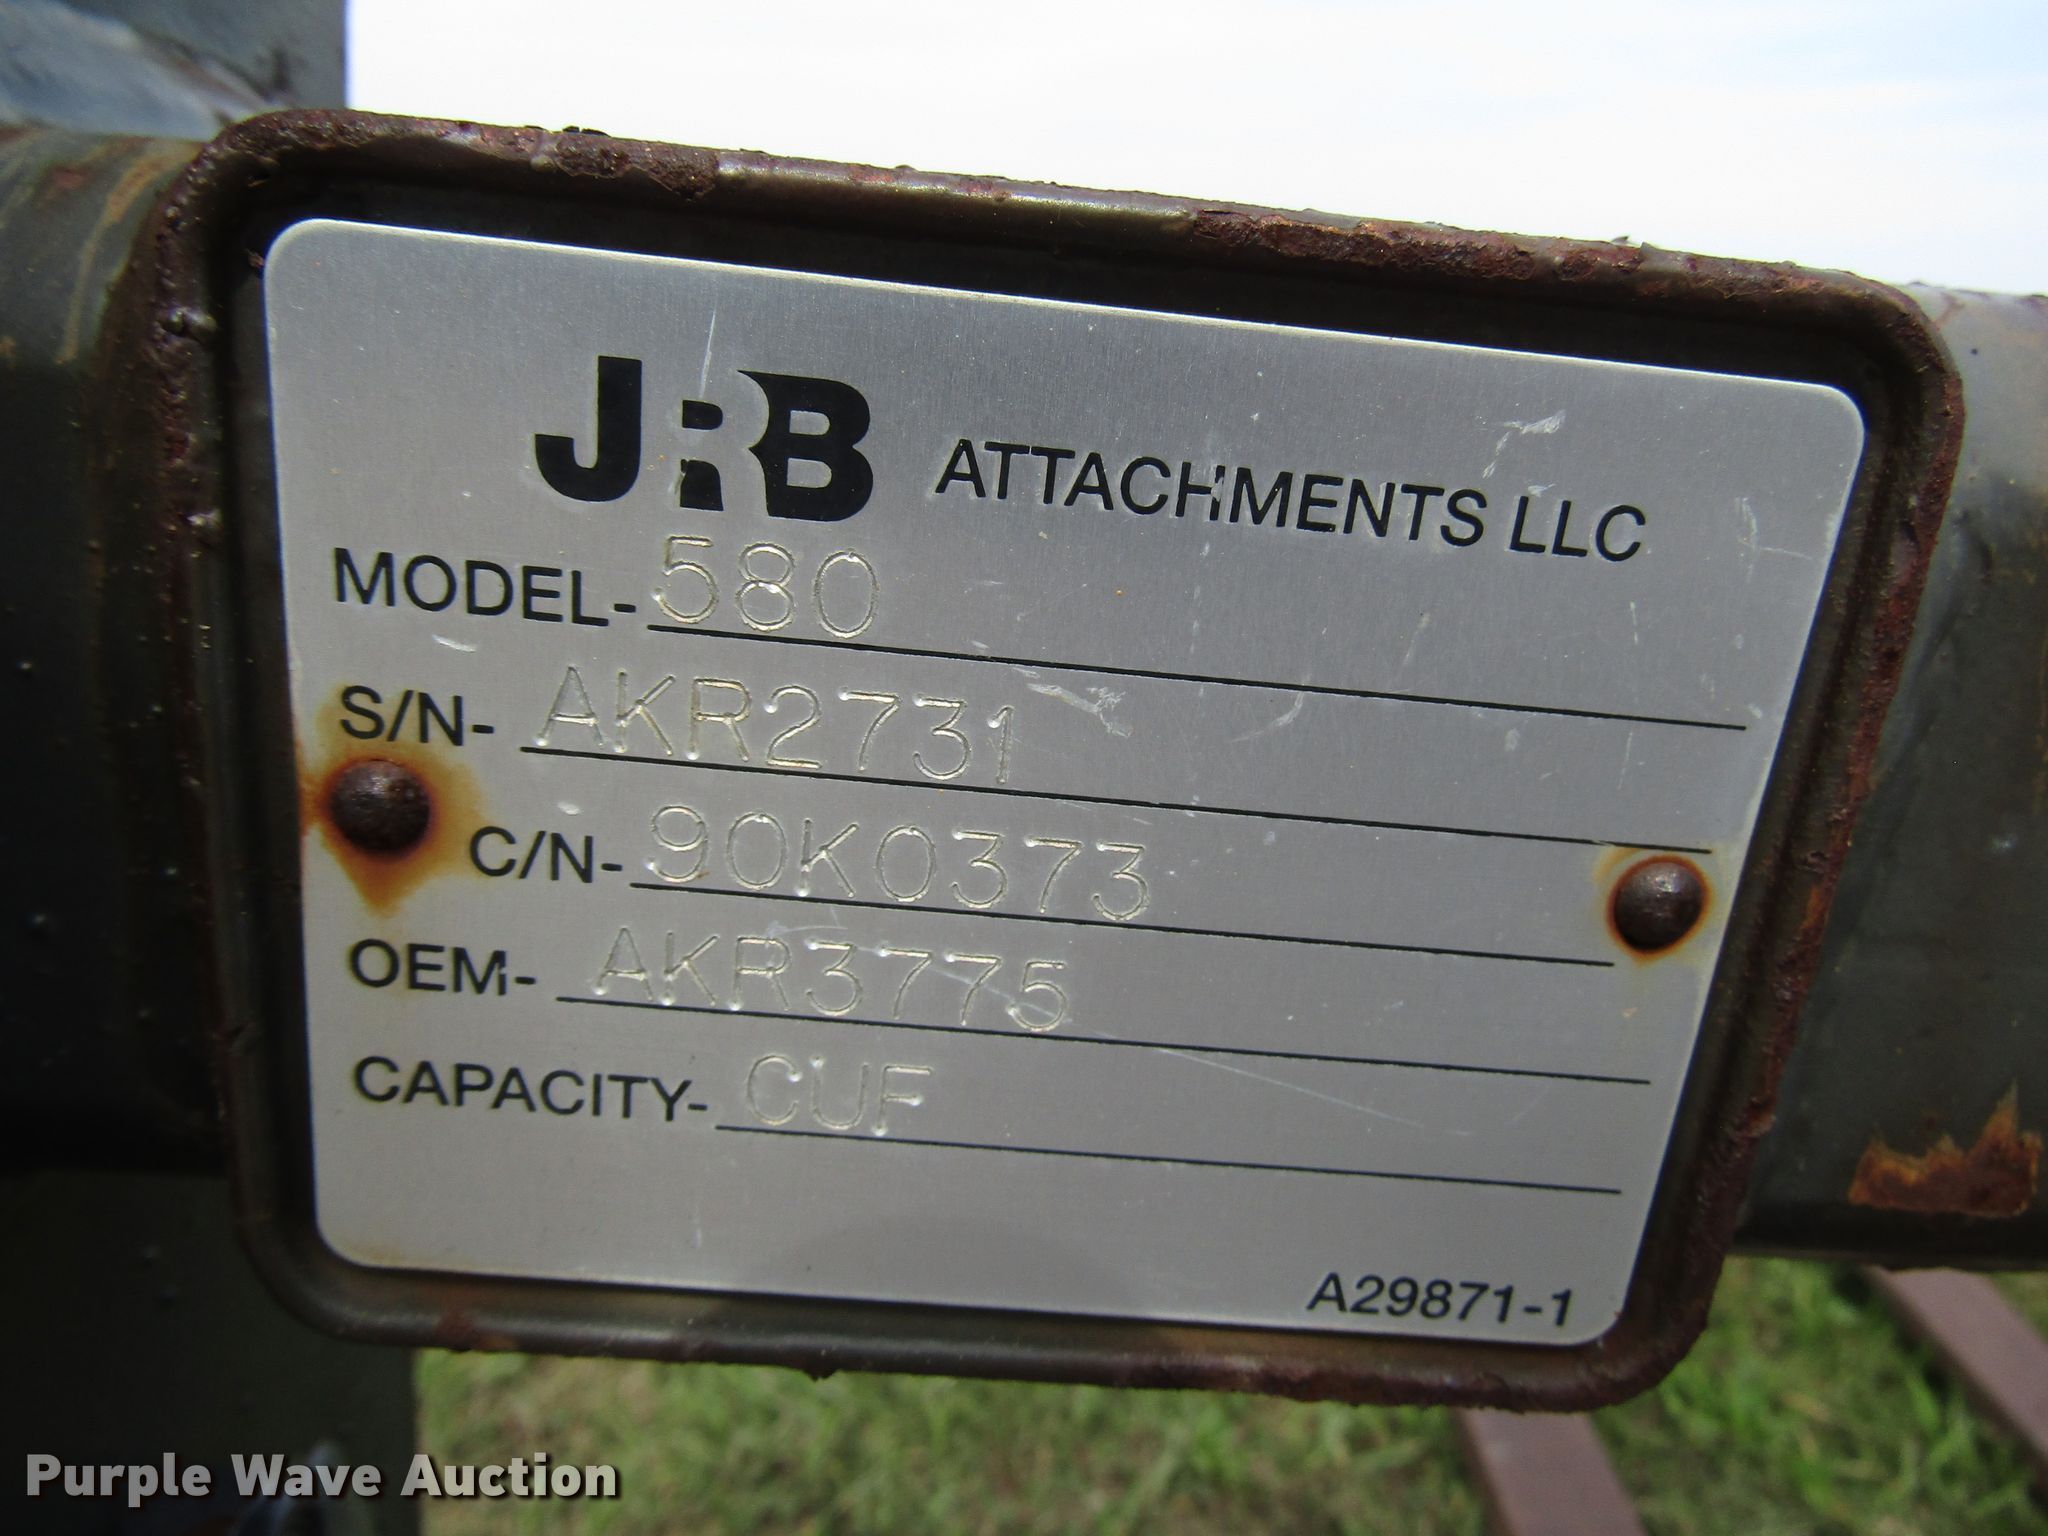 JRB ATTACHMENTS LLC
MODEL- 580
S/N- AKR2731
C/N- 90K0373
OEM- AKR3775
CAPACITY- CUF
A29871-1
Purple Wave Auction